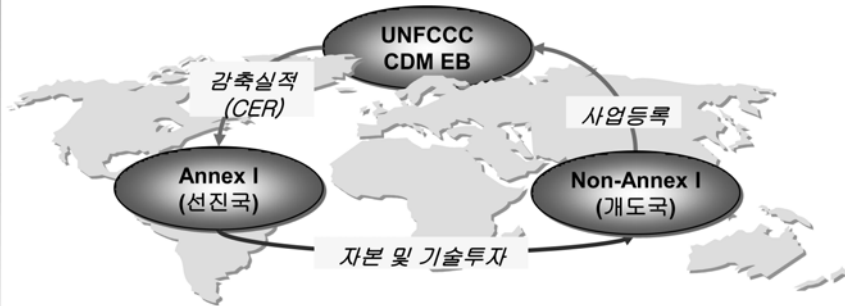 UNFCCC
CDM EB
감축실적
(CER)
사업등록
Annex I
(선진국)
Non-Annex I
(개도국)
자본 및 기술투자